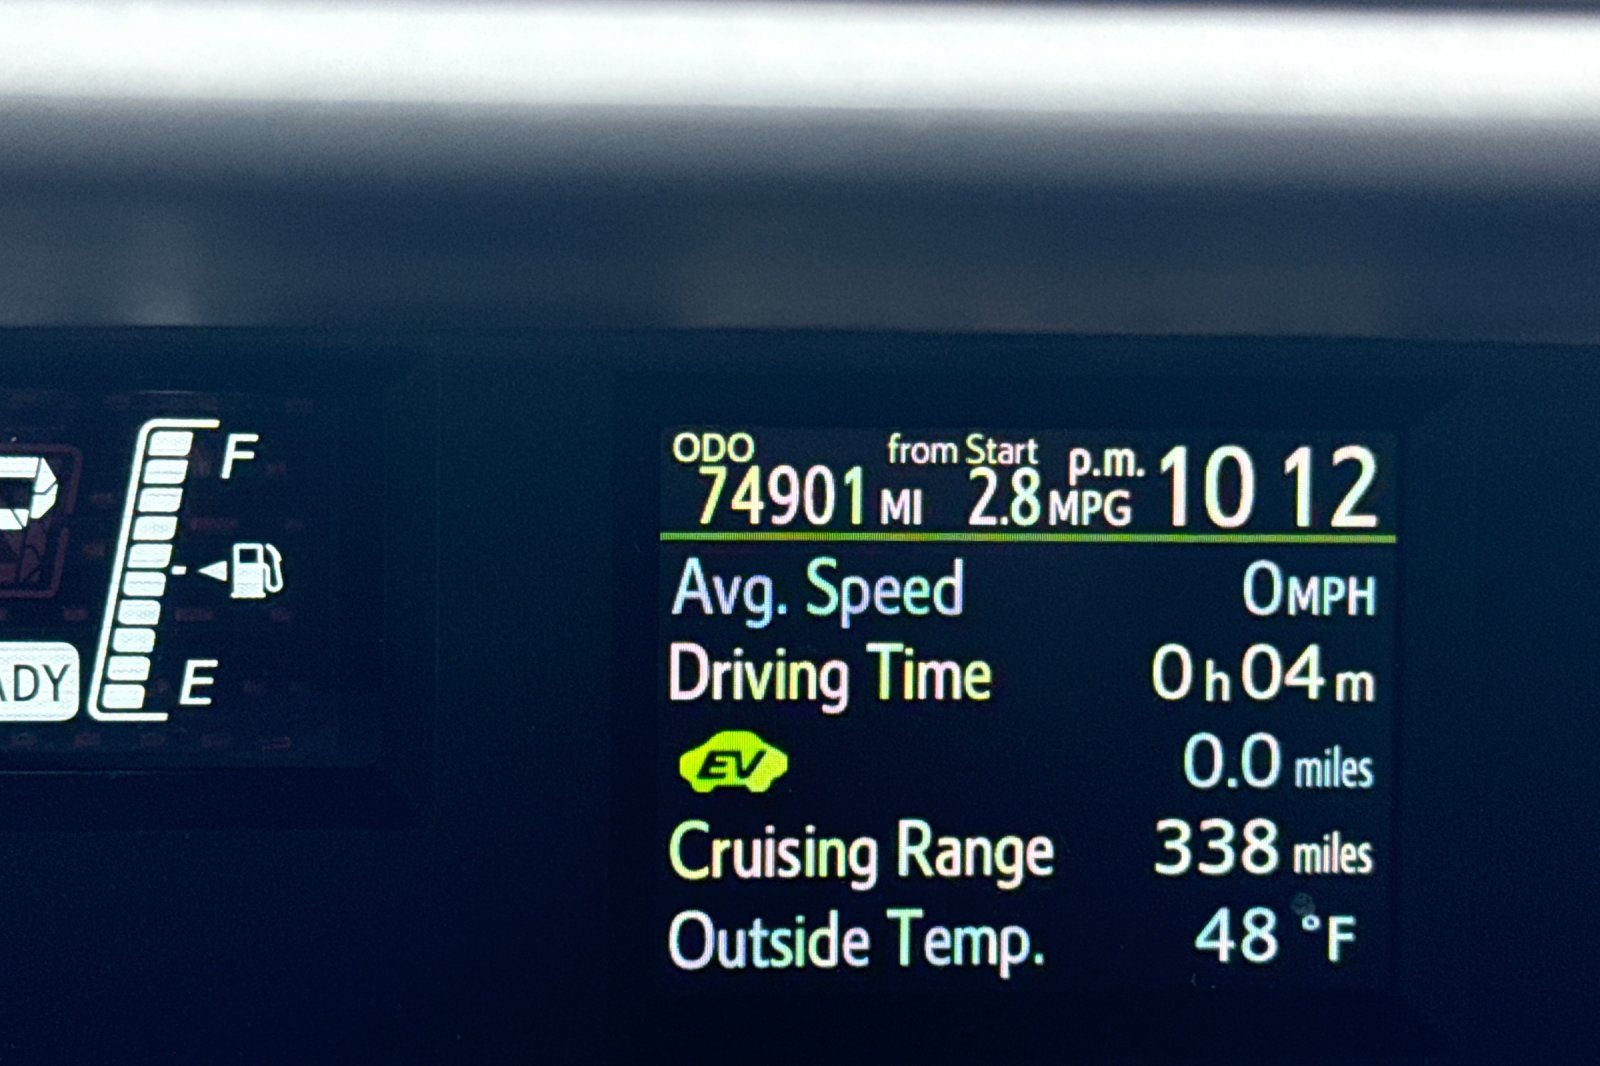 F
E
P
ADY
ODO from Start p.m. 10 12
74901 MI 2.8 MPG
Avg. Speed 0 MPH
Driving Time 0 h 04 m
EV 0.0 miles
Cruising Range 338 miles
Outside Temp. 48 °F